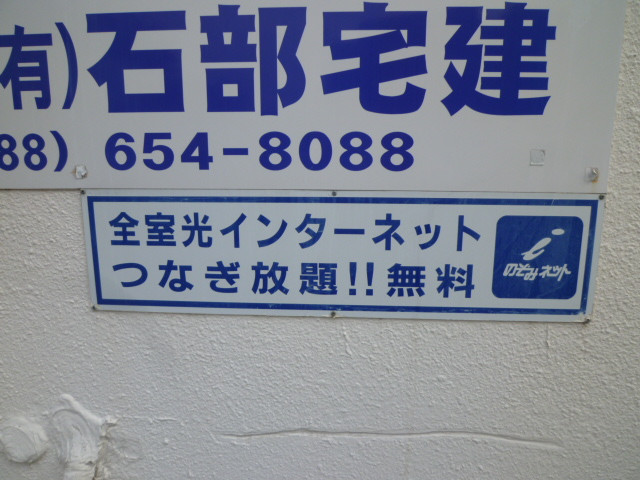 有)石部宅建
88) 654-8088
全室光インターネット
つなぎ放題!!無料
i
のぞみネット